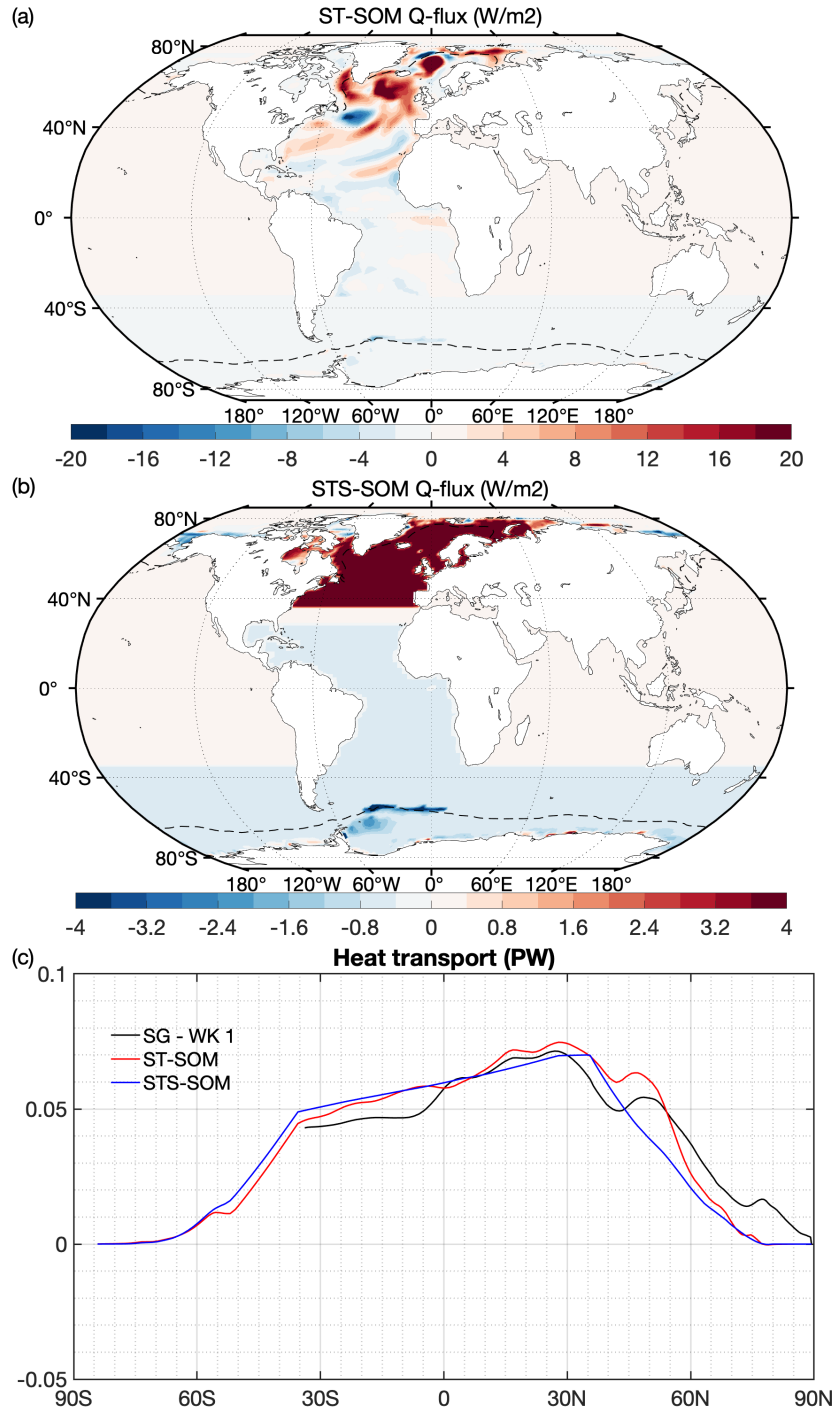 (a)
ST-SOM Q-flux (W/m2)
80°N
40°N
0°
40°S
80°S
180° 120°W 60°W 0° 60°E 120°E 180°
-20 -16 -12 -8 -4 0 4 8 12 16 20
(b)
STS-SOM Q-flux (W/m2)
80°N
40°N
0°
40°S
80°S
180° 120°W 60°W 0° 60°E 120°E 180°
-4 -3.2 -2.4 -1.6 -0.8 0 0.8 1.6 2.4 3.2 4
(c)
Heat transport (PW)
0.1
SG - WK 1
ST-SOM
STS-SOM
0.05
0
-0.05
90S 60S 30S 0 30N 60N 90N